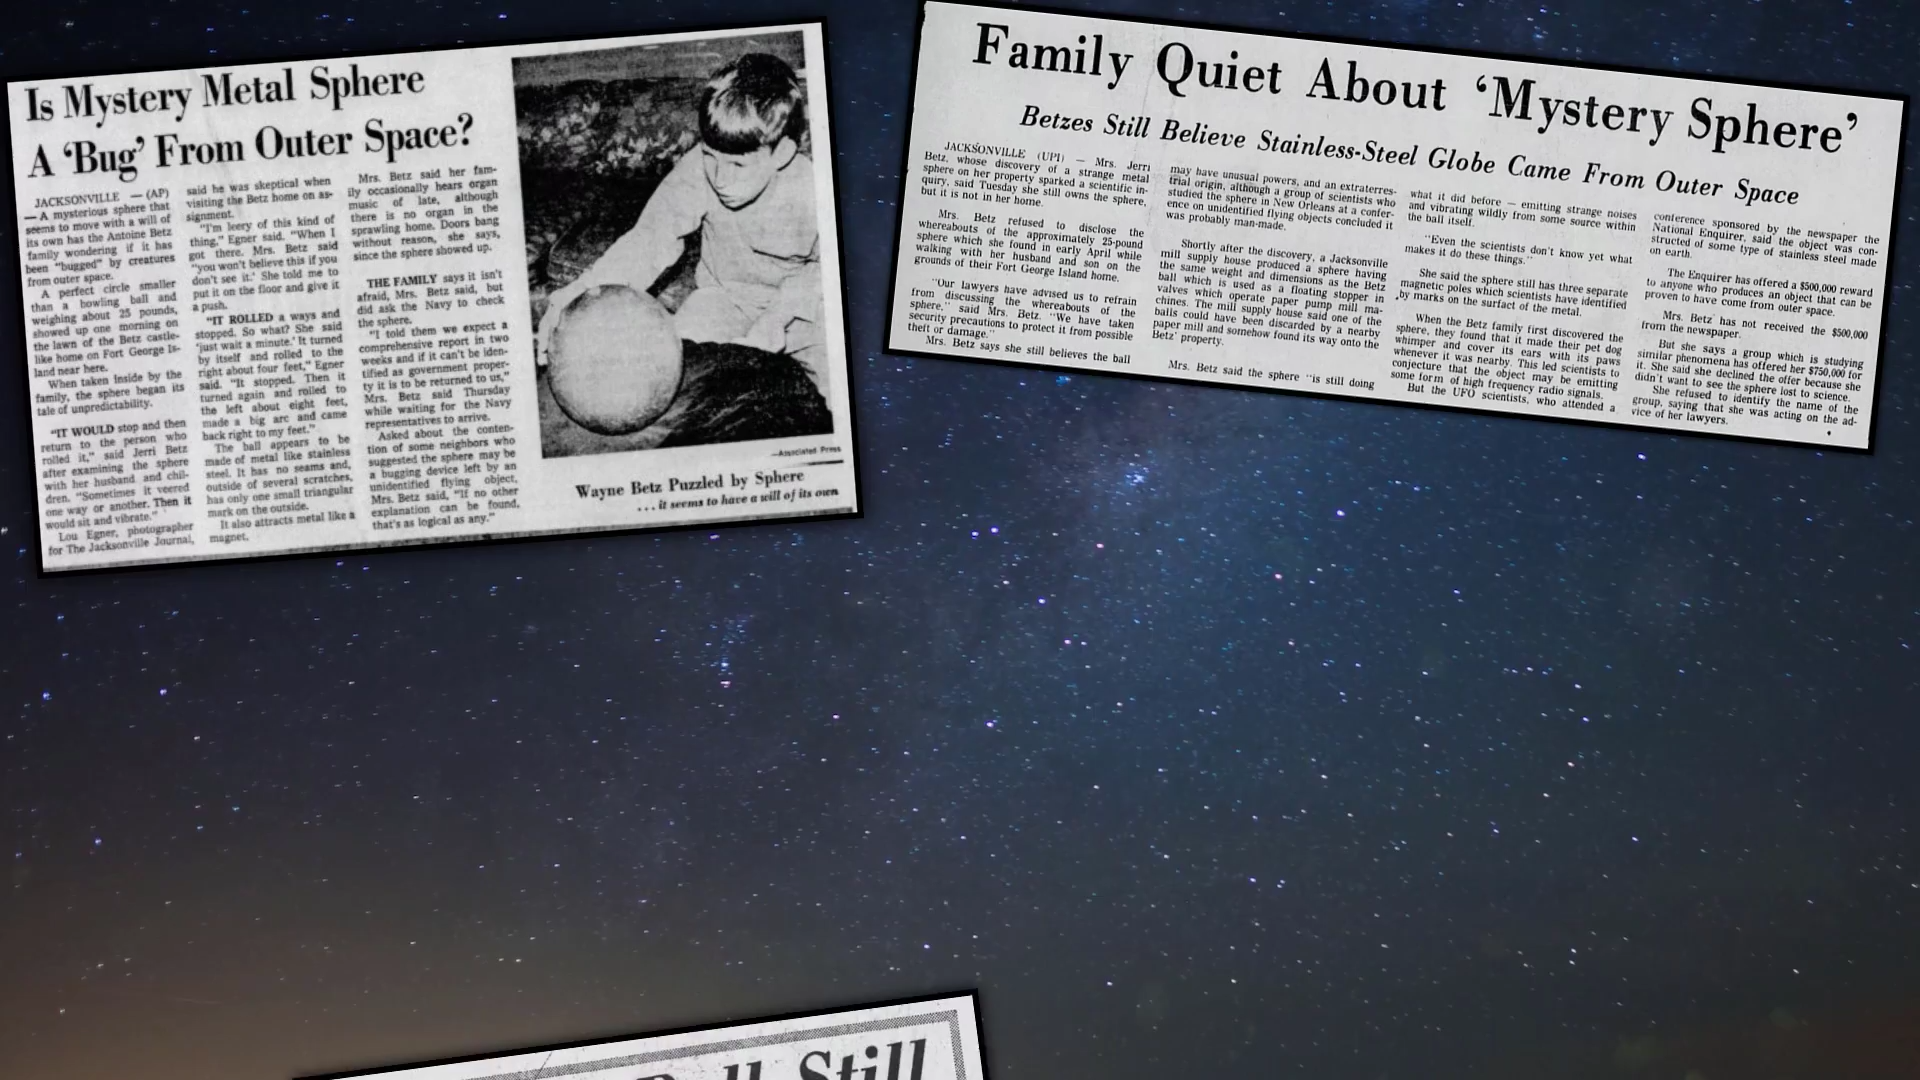 Is Mystery Metal Sphere
A ‘Bug’ From Outer Space?
JACKSONVILLE — (AP)
— A mysterious sphere that
seems to move with a will of
its own has the Antoine Betz
family wondering if it has
been "bugged" by creatures
from outer space.
A perfect circle smaller
than a bowling ball and
weighing about 25 pounds,
showed up one morning on
the lawn of the Betz castle-
like home on Fort George Is-
land near here.
When taken inside by the
family, the sphere began its
tale of unpredictability.
"IT WOULD stop and then
return to the person who
rolled it," said Jerri Betz
after examining the sphere
with her husband and chil-
dren. "Sometimes it veered
one way or another. Then it
would sit and vibrate."
Lou Egner, photographer
for The Jacksonville Journal,
said he was skeptical when
visiting the Betz home on as-
signment.
"I'm leery of this kind of
thing," Egner said. "When I
got there, Mrs. Betz said
'you won't believe this if you
don't see it.' She told me to
put it on the floor and give it
a push.
"IT ROLLED a ways and
stopped. So what? She said
'just wait a minute.' It turned
by itself and rolled to the
right about four feet," Egner
said. "It stopped. Then it
turned again and rolled to
the left about eight feet,
made a big arc and came
back right to my feet."
The ball appears to be
made of metal like stainless
steel. It has no seams and,
outside of several scratches,
has only one small triangular
mark on the outside.
It also attracts metal like a
magnet.
Mrs. Betz said her fam-
ily occasionally hears organ
music of late, although
there is no organ in the
sprawling home. Doors bang
without reason, she says,
since the sphere showed up.
THE FAMILY says it isn't
afraid, Mrs. Betz said, but
did ask the Navy to check
the sphere.
"I told them we expect a
comprehensive report in two
weeks and if it can't be iden-
tified as government proper-
ty it is to be returned to us,"
Mrs. Betz said Thursday
while waiting for the Navy
representatives to arrive.
Asked about the conten-
tion of some neighbors who
suggested the sphere may be
a bugging device left by an
unidentified flying object,
Mrs. Betz said, "If no other
explanation can be found,
that's as logical as any."
—Associated Press
Wayne Betz Puzzled by Sphere
. . . it seems to have a will of its own
Family Quiet About ‘Mystery Sphere’
Betzes Still Believe Stainless-Steel Globe Came From Outer Space
JACKSONVILLE (UPI) — Mrs. Jerri
Betz, whose discovery of a strange metal
sphere on her property sparked a scientific in-
quiry, said Tuesday she still owns the sphere,
but it is not in her home.
Mrs. Betz refused to disclose the
whereabouts of the approximately 25-pound
sphere which she found in early April while
walking with her husband and son on the
grounds of their Fort George Island home.
"Our lawyers have advised us to refrain
from discussing the whereabouts of the
sphere," said Mrs. Betz. "We have taken
security precautions to protect it from possible
theft or damage."
Mrs. Betz says she still believes the ball
may have unusual powers, and an extraterres-
trial origin, although a group of scientists who
studied the sphere in New Orleans at a confer-
ence on unidentified flying objects concluded it
was probably man-made.
Shortly after the discovery, a Jacksonville
mill supply house produced a sphere having
the same weight and dimensions as the Betz
ball which is used as a floating stopper in
valves which operate paper pump mill ma-
chines. The mill supply house said one of the
balls could have been discarded by a nearby
paper mill and somehow found its way onto the
Betz' property.
Mrs. Betz said the sphere "is still doing
what it did before — emitting strange noises
and vibrating wildly from some source within
the ball itself.
"Even the scientists don't know yet what
makes it do these things."
She said the sphere still has three separate
magnetic poles which scientists have identified
by marks on the surface of the metal.
When the Betz family first discovered the
sphere, they found that it made their pet dog
whimper and cover its ears with its paws
whenever it was nearby. This led scientists to
conjecture that the object may be emitting
some form of high frequency radio signals.
But the UFO scientists, who attended a
conference sponsored by the newspaper the
National Enquirer, said the object was con-
structed of some type of stainless steel made
on earth.
The Enquirer has offered a $500,000 reward
to anyone who produces an object that can be
proven to have come from outer space.
Mrs. Betz has not received the $500,000
from the newspaper.
But she says a group which is studying
similar phenomena has offered her $750,000 for
it. She said she declined the offer because she
didn't want to see the sphere lost to science.
She refused to identify the name of the
group, saying that she was acting on the ad-
vice of her lawyers.
Ball Still